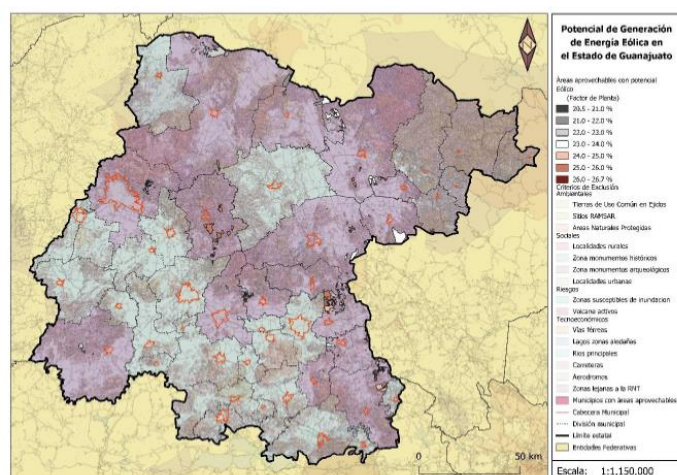 Potencial de Generación
de Energía Eólica en
el Estado de Guanajuato
Áreas aprovechables con potencial
Eólico
(Factor de Planta)
20.5 - 21.0 %
21.0 - 22.0 %
22.0 - 23.0 %
23.0 - 24.0 %
24.0 - 25.0 %
25.0 - 26.0 %
26.0 - 26.7 %
Criterios de Exclusión
Ambientales
Tierras de Uso Común en Ejidos
Sitios RAMSAR
Áreas Naturales Protegidas
Sociales
Localidades rurales
Zona monumentos históricos
Zona monumentos arqueológicos
Localidades urbanas
Riesgos
Zonas susceptibles de inundacion
Volcane activos
Tecnoeconómicos
Vías férreas
Lagos zonas aledañas
Rios principales
Carreteras
Aerodromos
Zonas lejanas a la RNT
Municipios con áreas aprovechables
Cabecera Municipal
División municipal
Límite estatal
Entidades Federativas
50 km
Escala: 1:1,150,000